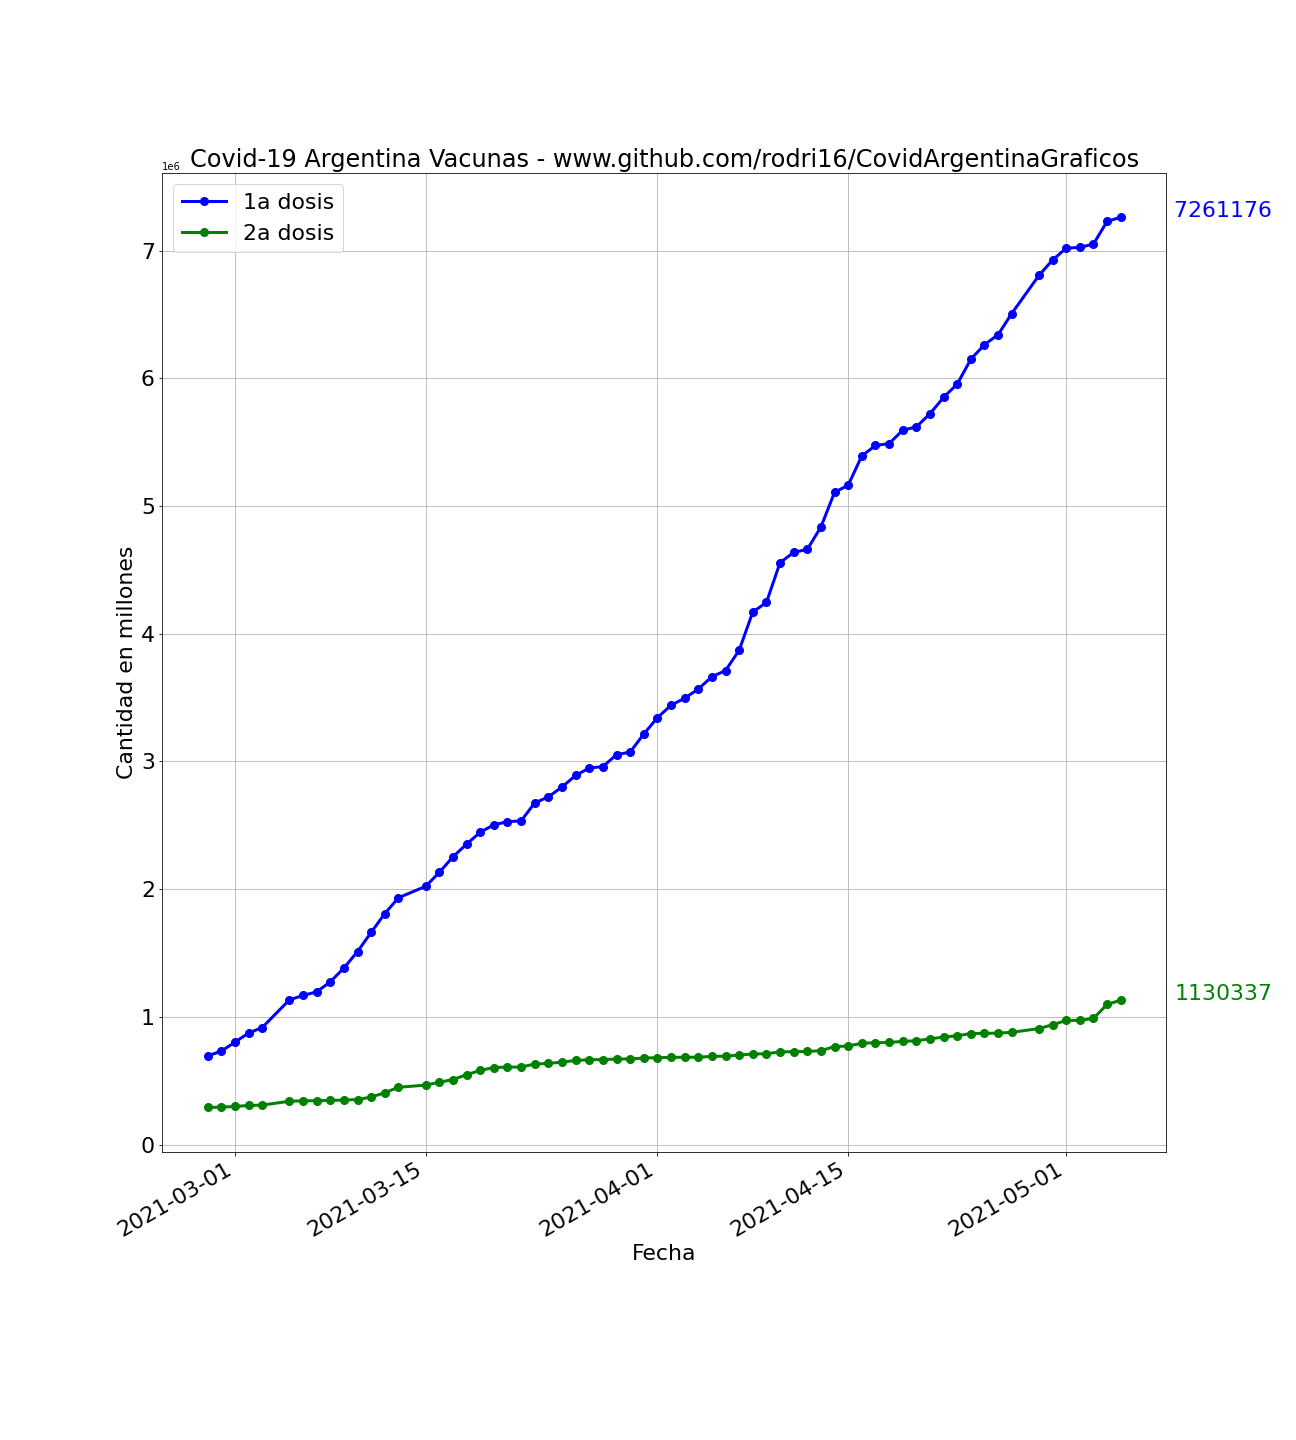 Covid-19 Argentina Vacunas - www.github.com/rodri16/CovidArgentinaGraficos
1e6
1a dosis
2a dosis
7261176
1130337
7
6
5
4
3
2
1
0
Cantidad en millones
2021-03-01
2021-03-15
2021-04-01
2021-04-15
2021-05-01
Fecha